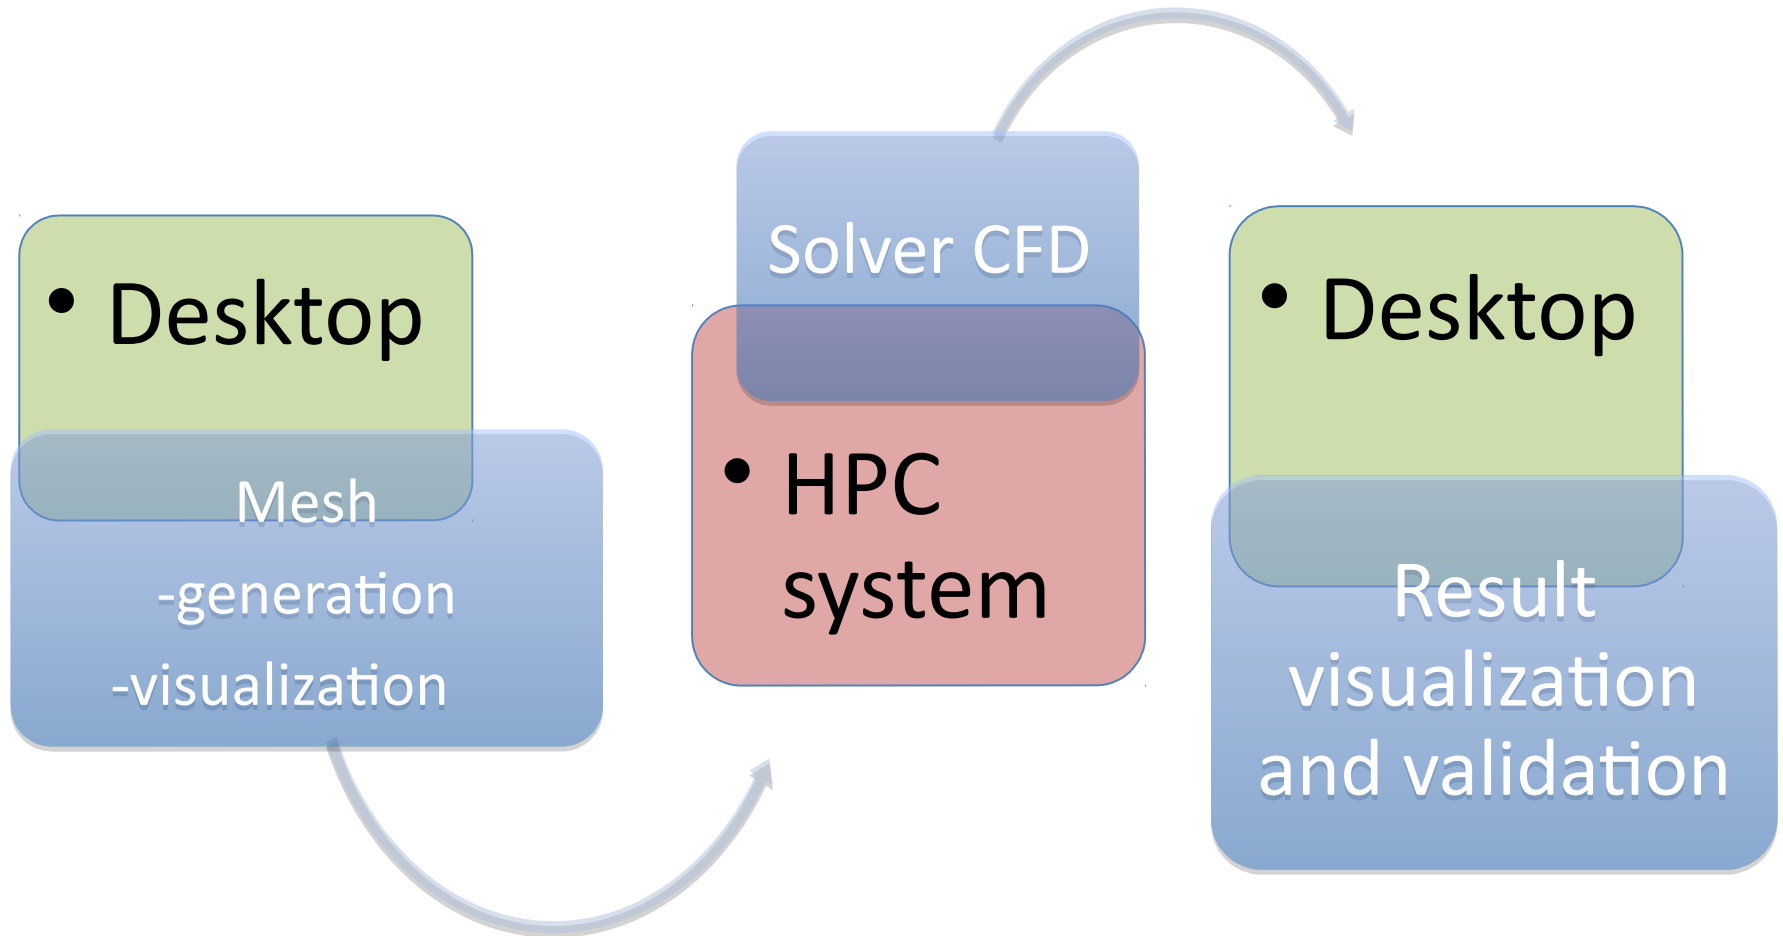 • Desktop
Mesh
-generation
-visualization
Solver CFD
• HPC
system
• Desktop
Result
visualization
and validation